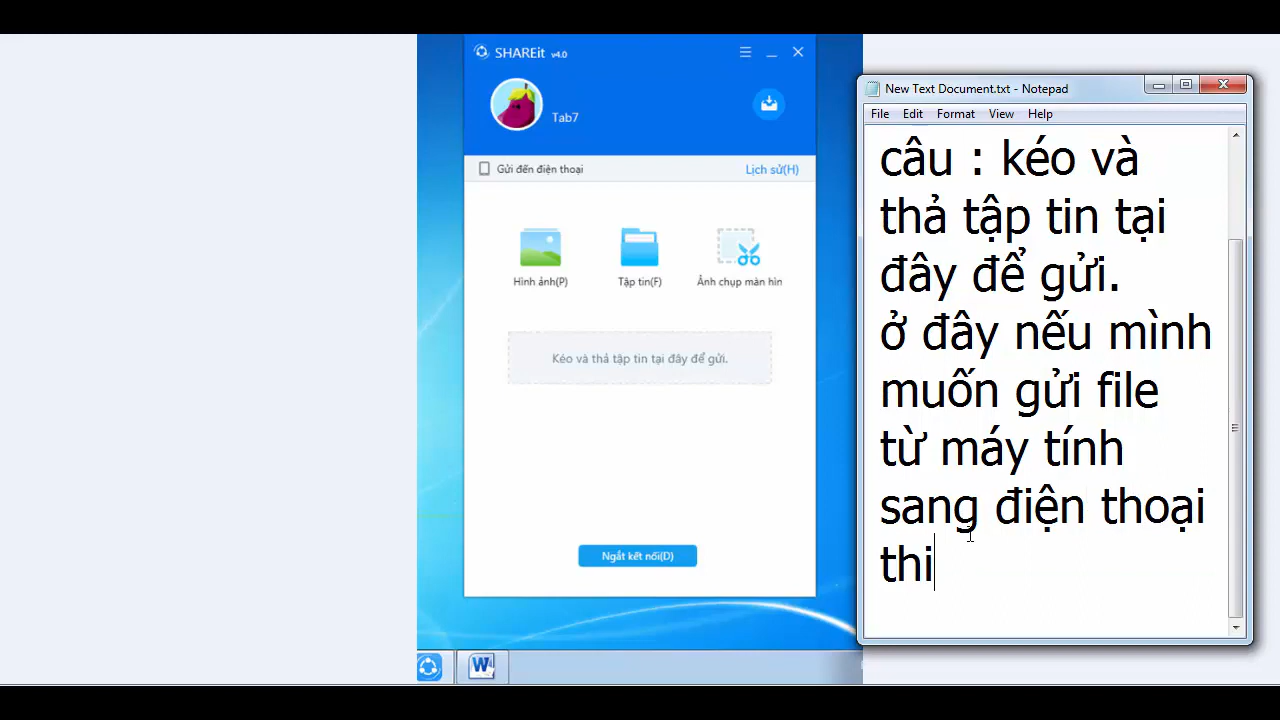 SHAREit v4.0
Tab7
Gửi đến điện thoại
Lịch sử(H)
Hình ảnh(P)
Tập tin(F)
Ảnh chụp màn hìn
Kéo và thả tập tin tại đây để gửi.
Ngắt kết nối(D)
W
New Text Document.txt - Notepad
File Edit Format View Help
câu : kéo và
thả tập tin tại
đây để gửi.
ở đây nếu mình
muốn gửi file
từ máy tính
sang điện thoại
thi